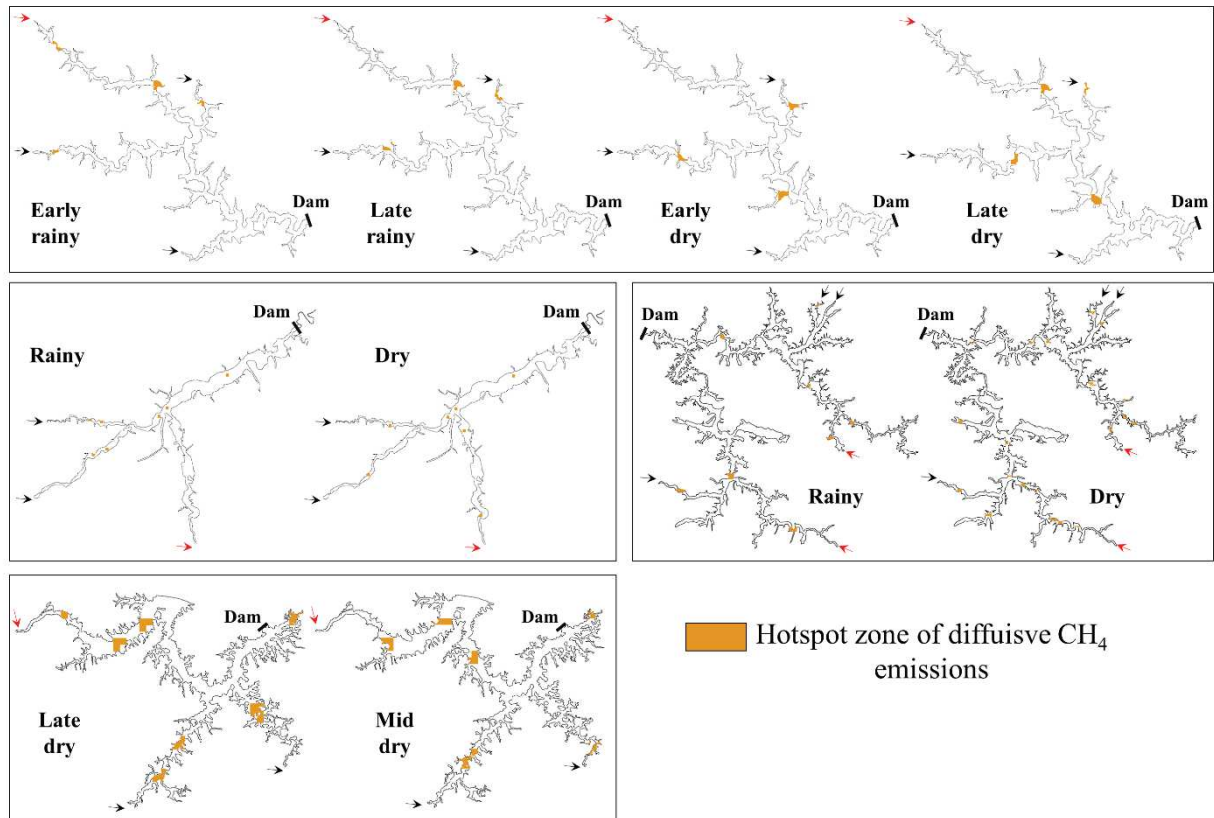 Early
rainy
Dam
Late
rainy
Dam
Early
dry
Dam
Late
dry
Dam
Rainy
Dam
Dry
Dam
Dam
Rainy
Dam
Dry
Late
dry
Dam
Mid
dry
Dam
Hotspot zone of diffuisve CH₄
emissions